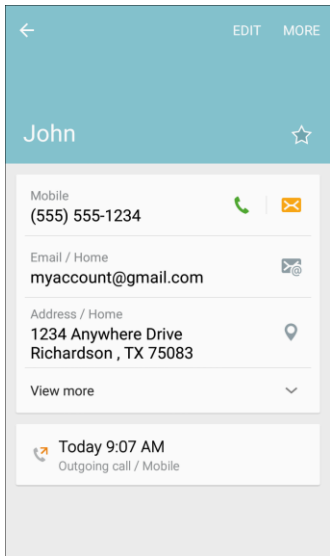 EDIT MORE
John
Mobile
(555) 555-1234
Email / Home
myaccount@gmail.com
Address / Home
1234 Anywhere Drive
Richardson , TX 75083
View more
Today 9:07 AM
Outgoing call / Mobile